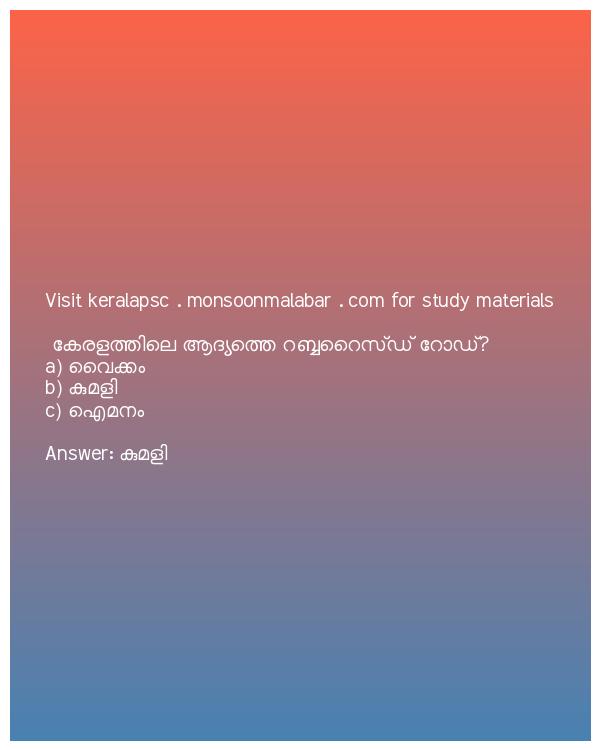 Visit keralapsc . monsoonmalabar . com for study materials
കേരളത്തിലെ ആദ്യത്തെ റബ്ബറൈസ്ഡ് റോഡ്?
a) വൈക്കം
b) കുമളി
c) ഐമനം
Answer: കുമളി